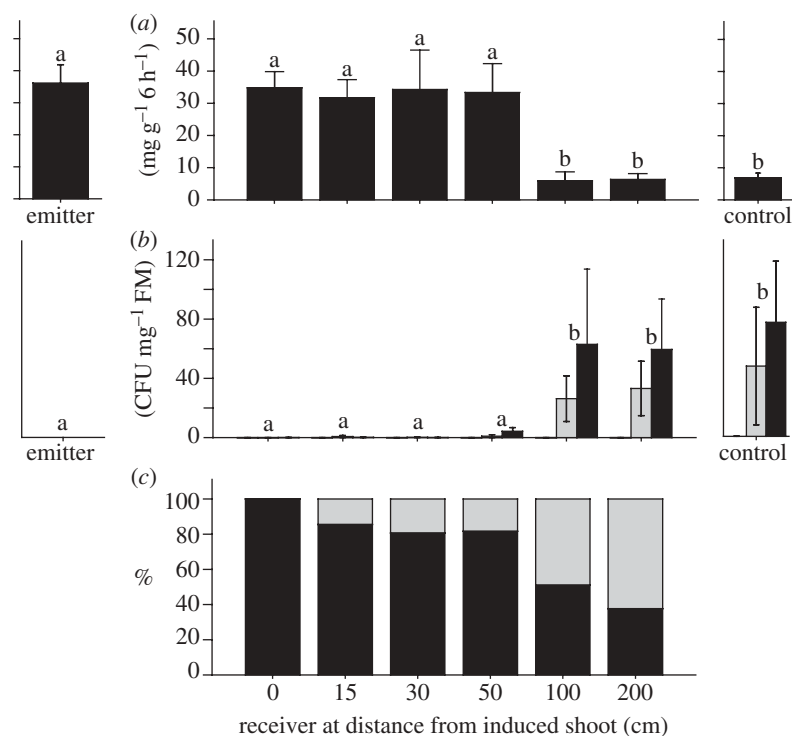 (a)
50
40
30
20
10
0
(mg g⁻¹ 6 h⁻¹)
a
a
a
a
a
b
b
b
emitter
control
(b)
120
80
40
0
(CFU mg⁻¹ FM)
a
a
a
a
a
b
b
b
emitter
control
(c)
100
80
60
40
20
0
%
0 15 30 50 100 200
receiver at distance from induced shoot (cm)